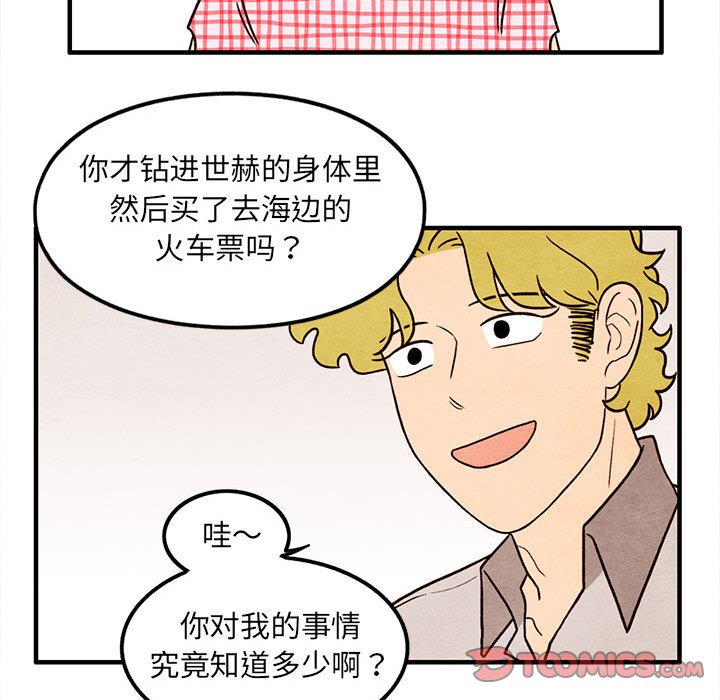 你才钻进世赫的身体里
然后买了去海边的
火车票吗？
哇～
你对我的事情
究竟知道多少啊？
TOOMICS.COM